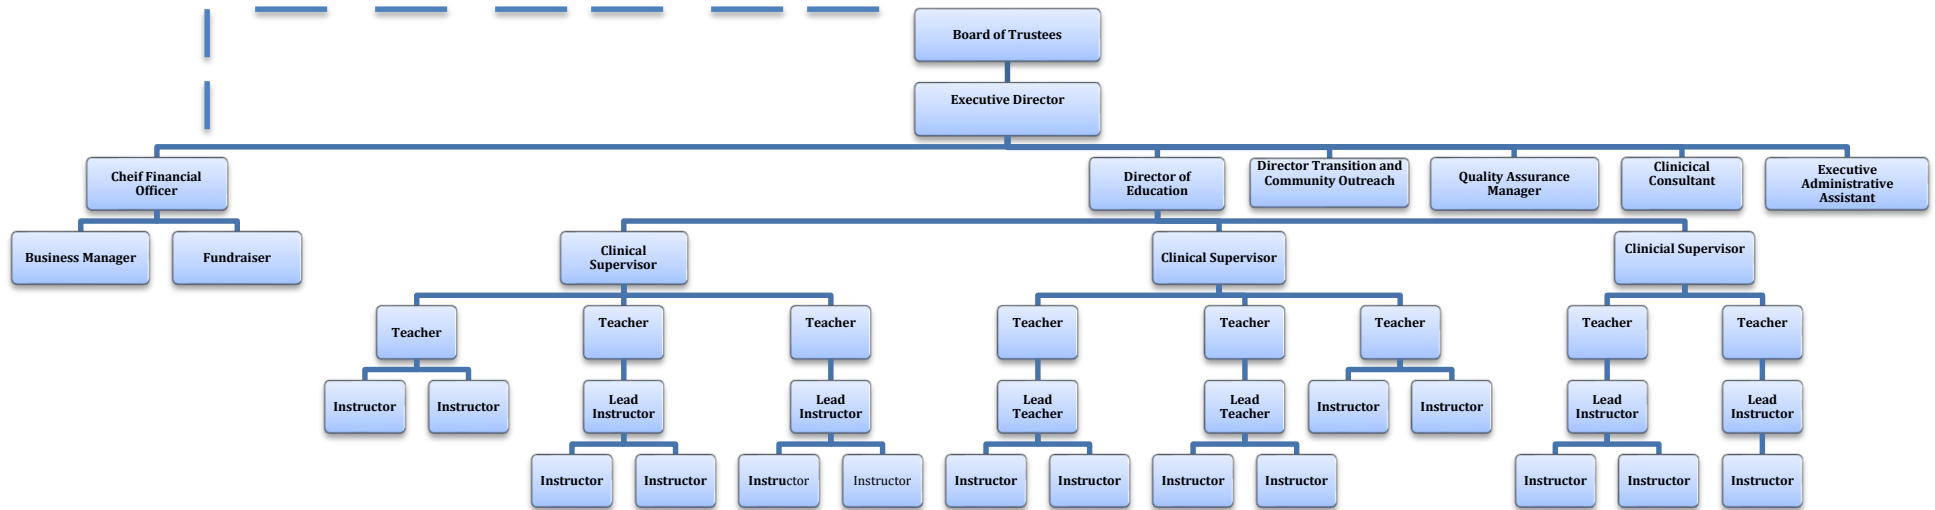 Board of Trustees
Executive Director
Cheif Financial
Officer
Director of
Education
Director Transition and
Community Outreach
Quality Assurance
Manager
Clinicical
Consultant
Executive
Administrative
Assistant
Business Manager
Fundraiser
Clinical
Supervisor
Clinical Supervisor
Clinicial Supervisor
Teacher
Teacher
Teacher
Teacher
Teacher
Teacher
Teacher
Teacher
Instructor
Instructor
Lead
Instructor
Lead
Instructor
Lead
Teacher
Lead
Teacher
Instructor
Instructor
Lead
Instructor
Lead
Instructor
Instructor
Instructor
Instructor
Instructor
Instructor
Instructor
Instructor
Instructor
Instructor
Instructor
Instructor